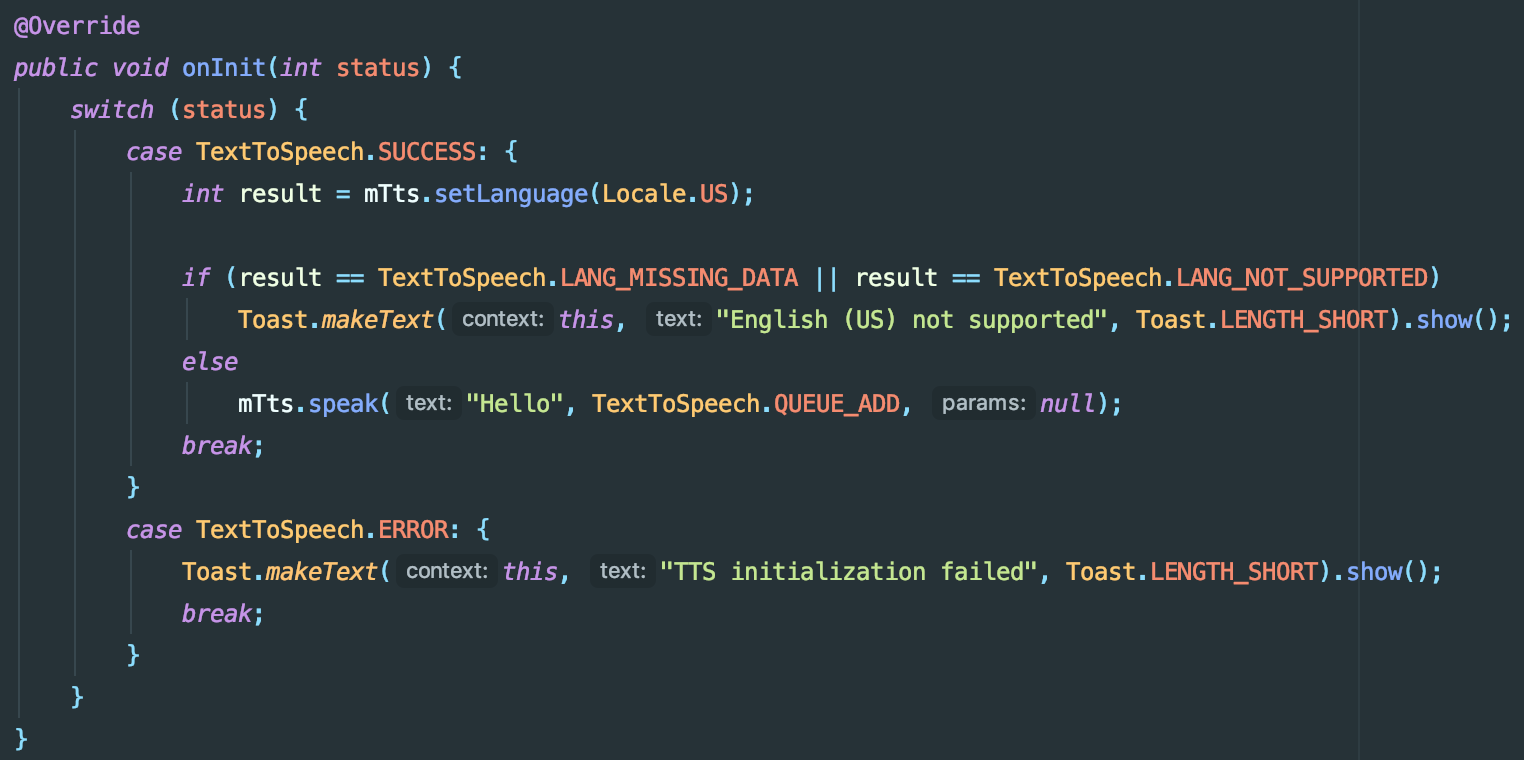 @Override
public void onInit(int status) {
    switch (status) {
        case TextToSpeech.SUCCESS: {
            int result = mTts.setLanguage(Locale.US);

            if (result == TextToSpeech.LANG_MISSING_DATA || result == TextToSpeech.LANG_NOT_SUPPORTED)
                Toast.makeText( context: this, text: "English (US) not supported", Toast.LENGTH_SHORT).show();
            else
                mTts.speak( text: "Hello", TextToSpeech.QUEUE_ADD, params: null);
            break;
        }
        case TextToSpeech.ERROR: {
            Toast.makeText( context: this, text: "TTS initialization failed", Toast.LENGTH_SHORT).show();
            break;
        }
    }
}